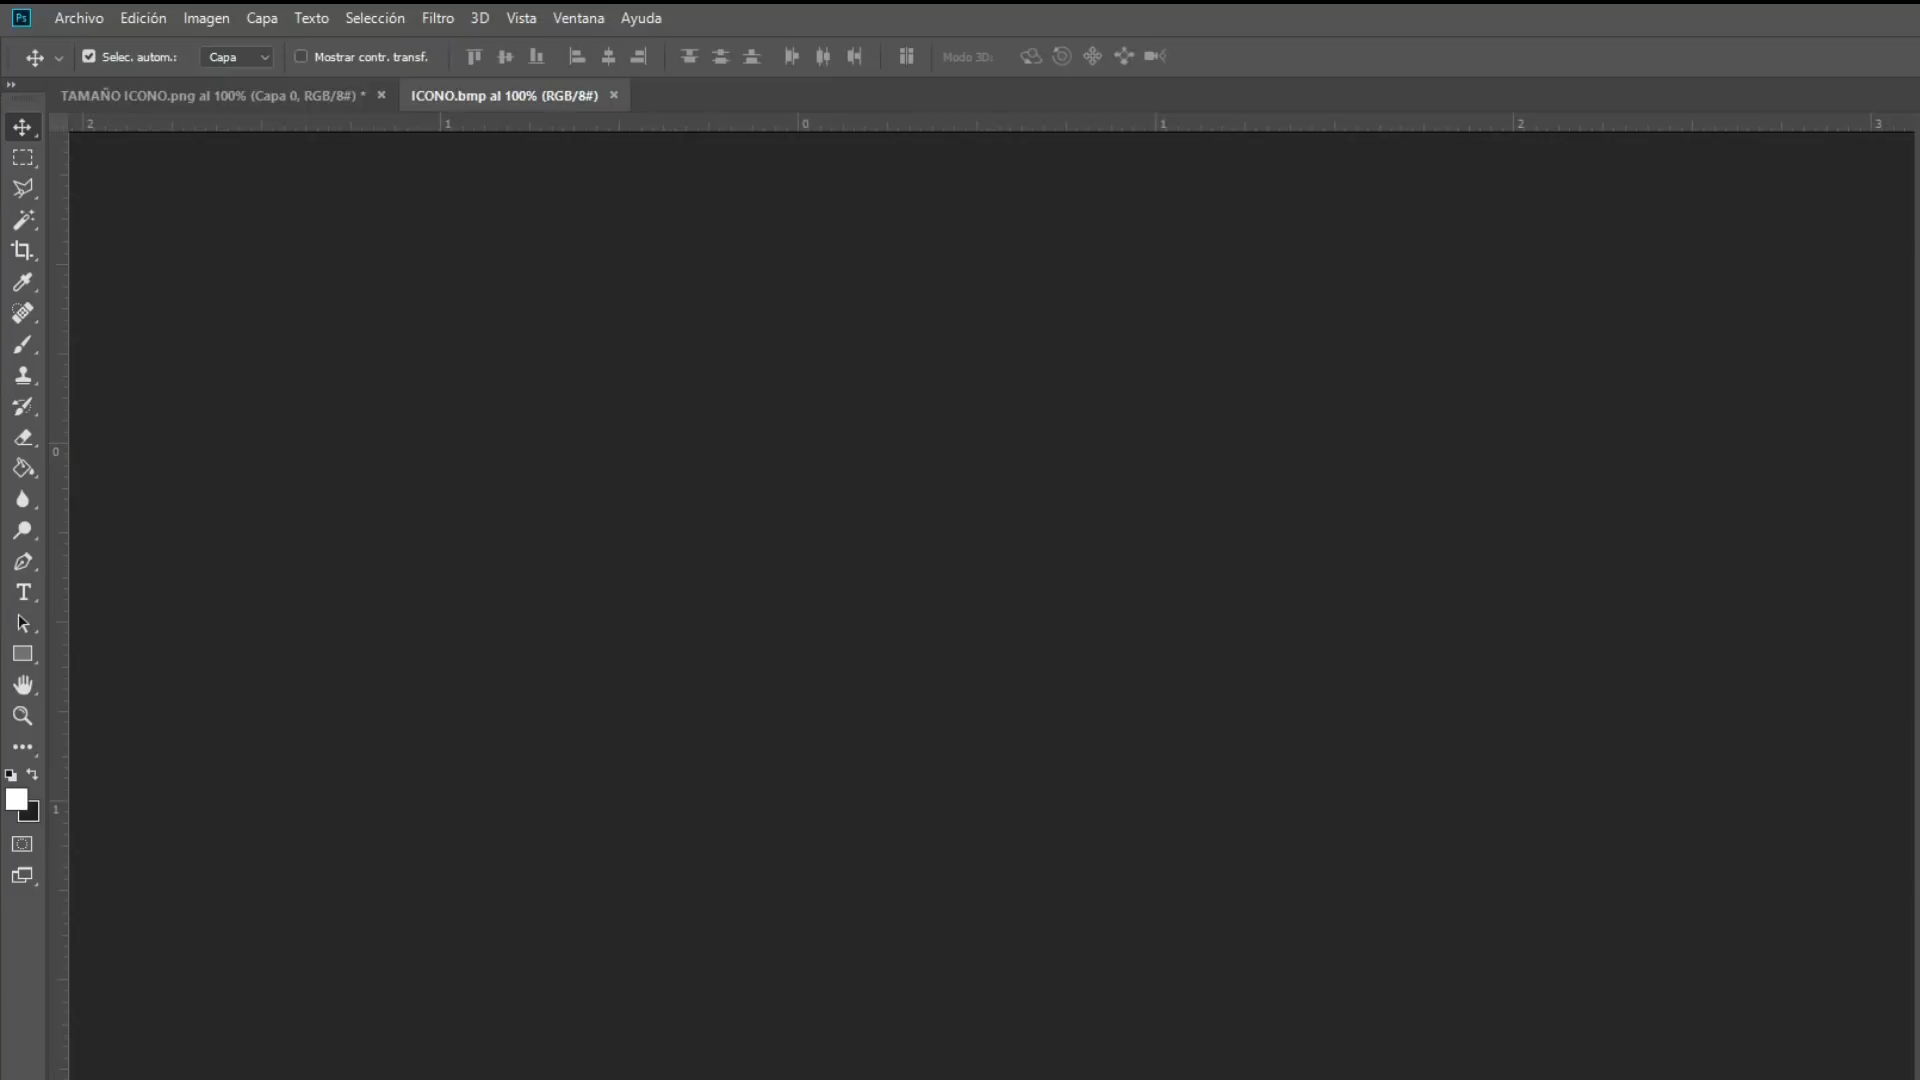 Ps Archivo Edición Imagen Capa Texto Selección Filtro 3D Vista Ventana Ayuda
Selec. autom.: Capa Mostrar contr. transf. Modo 3D:
TAMAÑO ICONO.png al 100% (Capa 0, RGB/8#) * ICONO.bmp al 100% (RGB/8#)
2 1 0 1 2 3
0
1